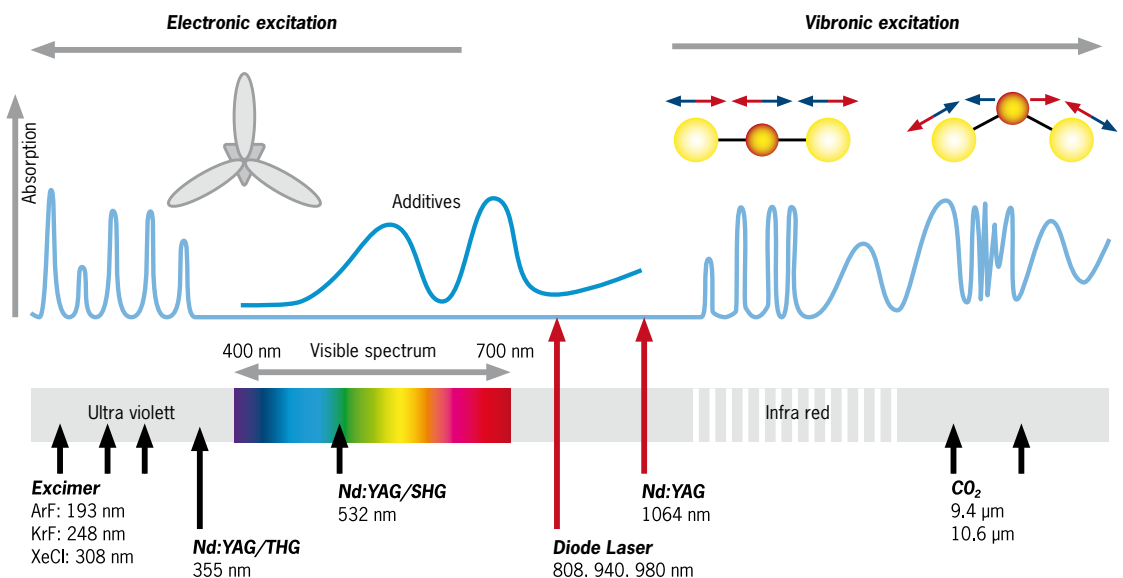 Electronic excitation
Vibronic excitation
Absorption
Additives
400 nm
Visible spectrum
700 nm
Ultra violett
Infra red
Excimer
ArF: 193 nm
KrF: 248 nm
XeCl: 308 nm
Nd:YAG/THG
355 nm
Nd:YAG/SHG
532 nm
Diode Laser
808, 940, 980 nm
Nd:YAG
1064 nm
CO₂
9.4 µm
10.6 µm